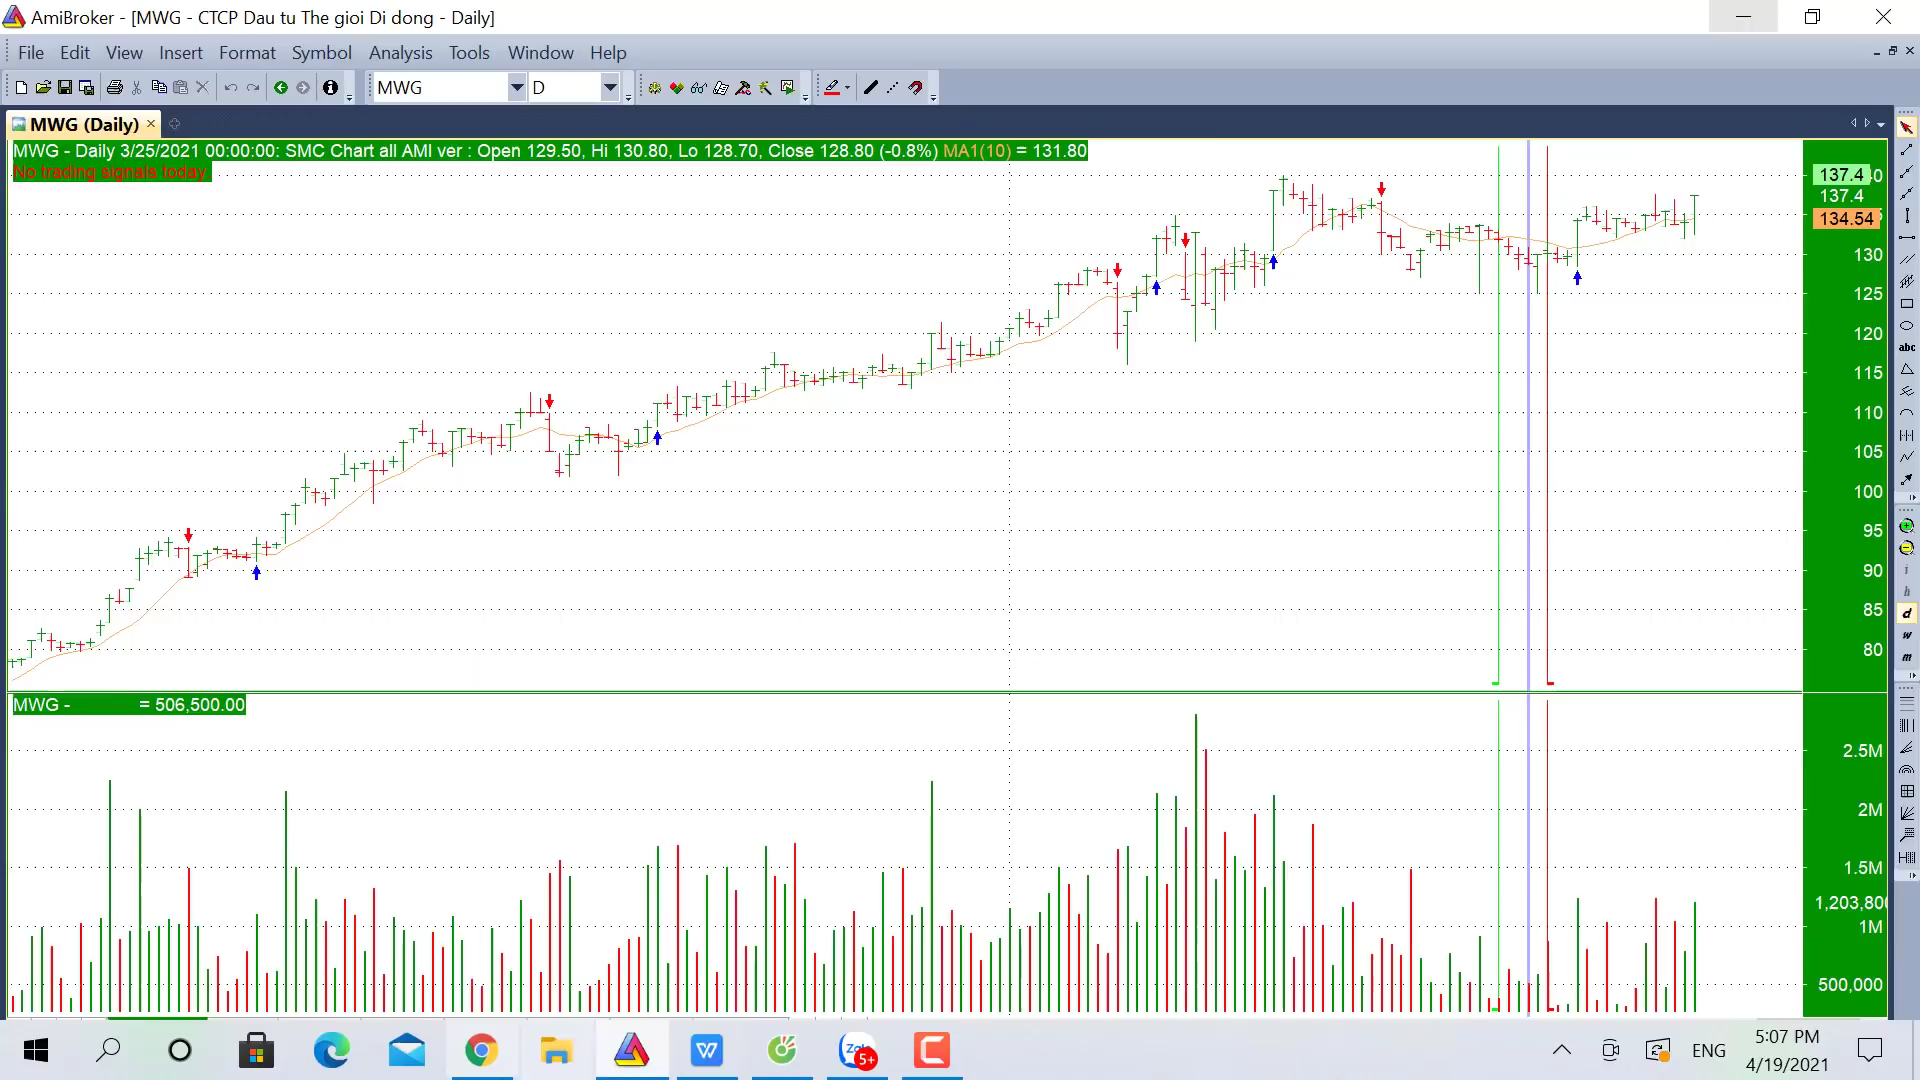 AmiBroker - [MWG - CTCP Dau tu The gioi Di dong - Daily]
File Edit View Insert Format Symbol Analysis Tools Window Help
MWG D
MWG (Daily)
MWG - Daily 3/25/2021 00:00:00: SMC Chart all AMI ver : Open 129.50, Hi 130.80, Lo 128.70, Close 128.80 (-0.8%) MA1(10) = 131.80
No trading signals today.
137.4
137.4
134.54
130
125
120
115
110
105
100
95
90
85
80
abc
i
h
d
w
m
MWG - = 506,500.00
2.5M
2M
1.5M
1,203,80
1M
500,000
5+
ENG
5:07 PM
4/19/2021